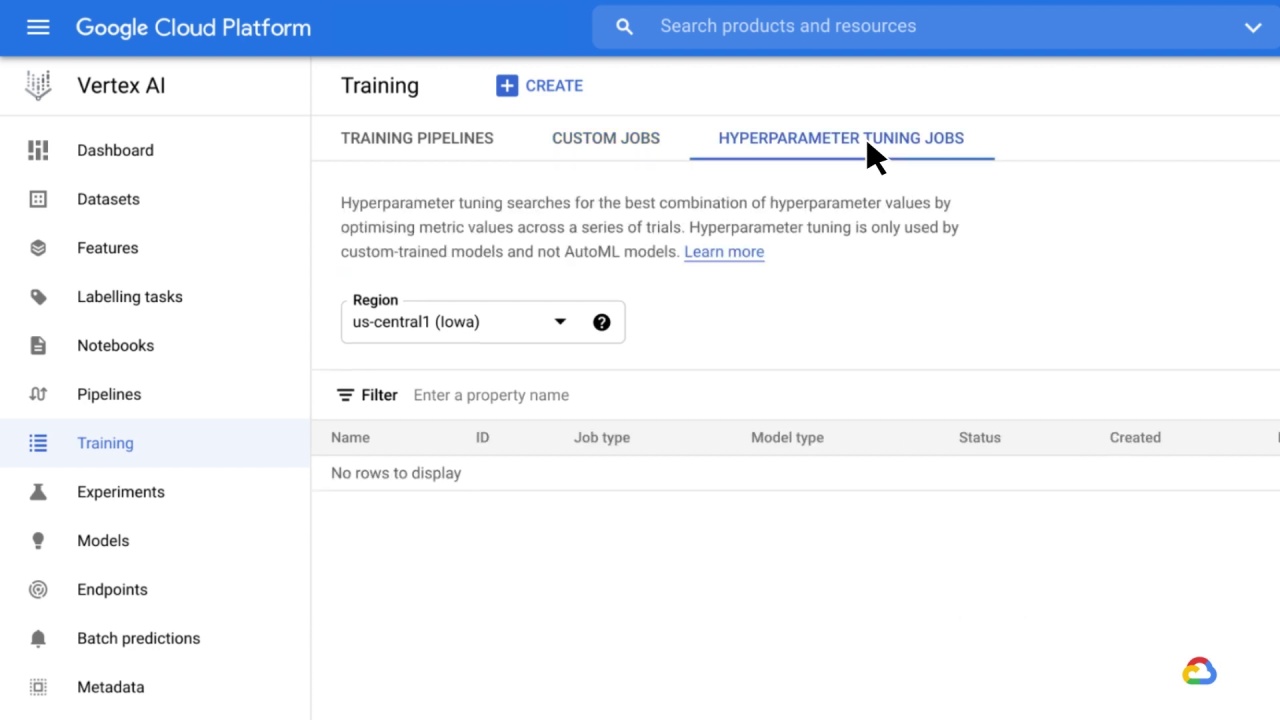 Google Cloud Platform
Search products and resources
Vertex AI
Training
CREATE
Dashboard
Datasets
Features
Labelling tasks
Notebooks
Pipelines
Training
Experiments
Models
Endpoints
Batch predictions
Metadata
TRAINING PIPELINES
CUSTOM JOBS
HYPERPARAMETER TUNING JOBS
Hyperparameter tuning searches for the best combination of hyperparameter values by
optimising metric values across a series of trials. Hyperparameter tuning is only used by
custom-trained models and not AutoML models. Learn more
Region
us-central1 (Iowa)
Filter Enter a property name
Name ID Job type Model type Status Created
No rows to display